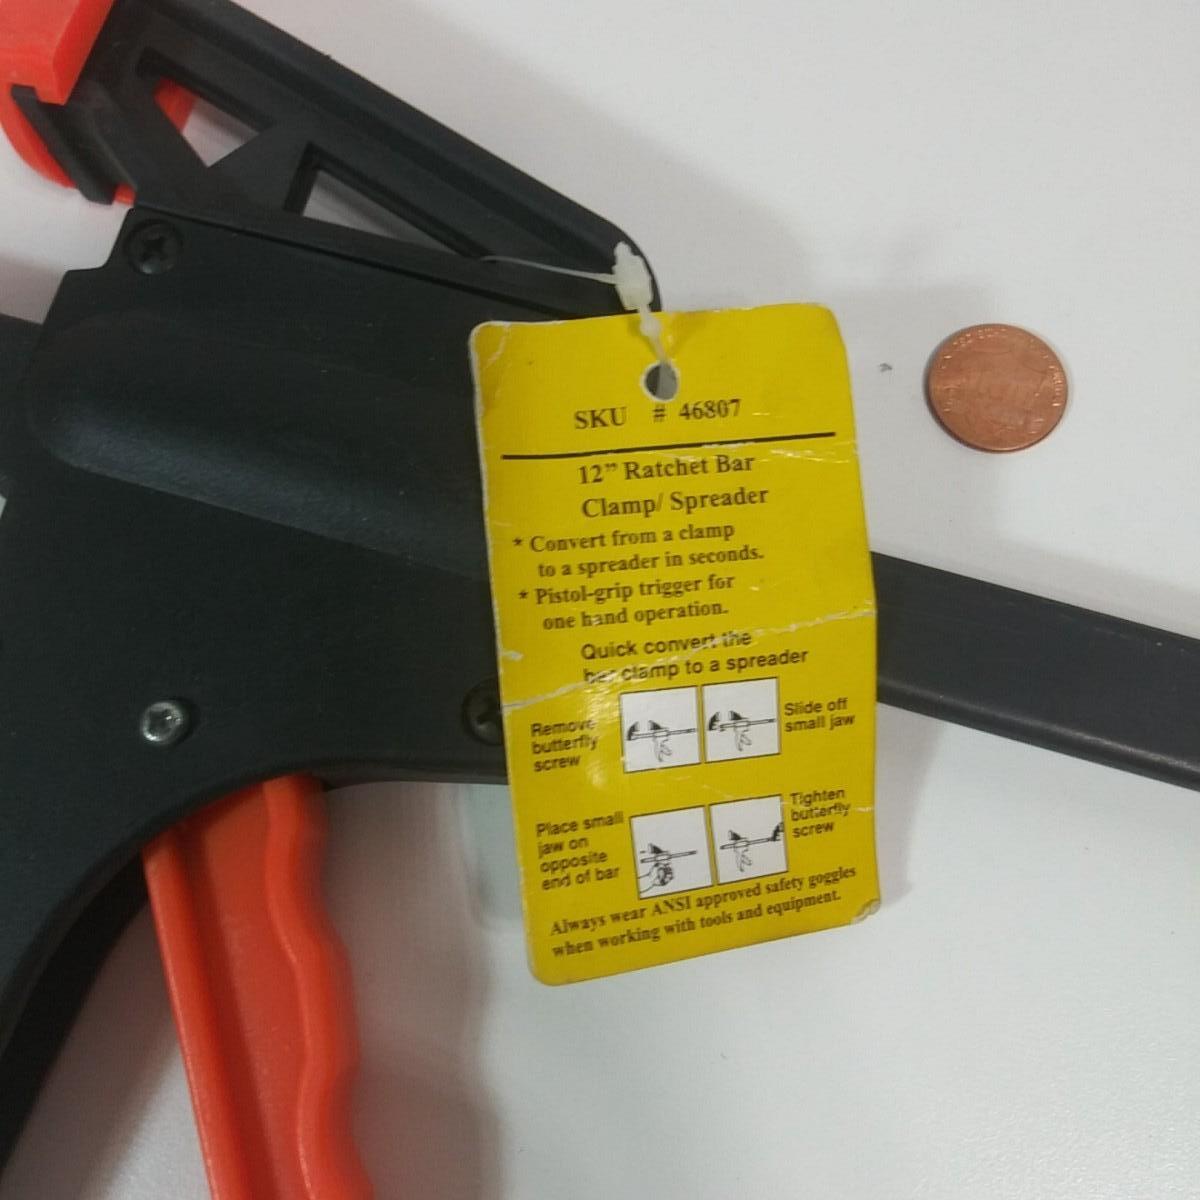 SKU # 46807
12” Ratchet Bar
Clamp/ Spreader
* Convert from a clamp
to a spreader in seconds.
* Pistol-grip trigger for
one hand operation.
Quick convert the
bar clamp to a spreader
Remove
butterfly
screw
Slide off
small jaw
Place small
jaw on
opposite
end of bar
Tighten
butterfly
screw
Always wear ANSI approved safety goggles
when working with tools and equipment.